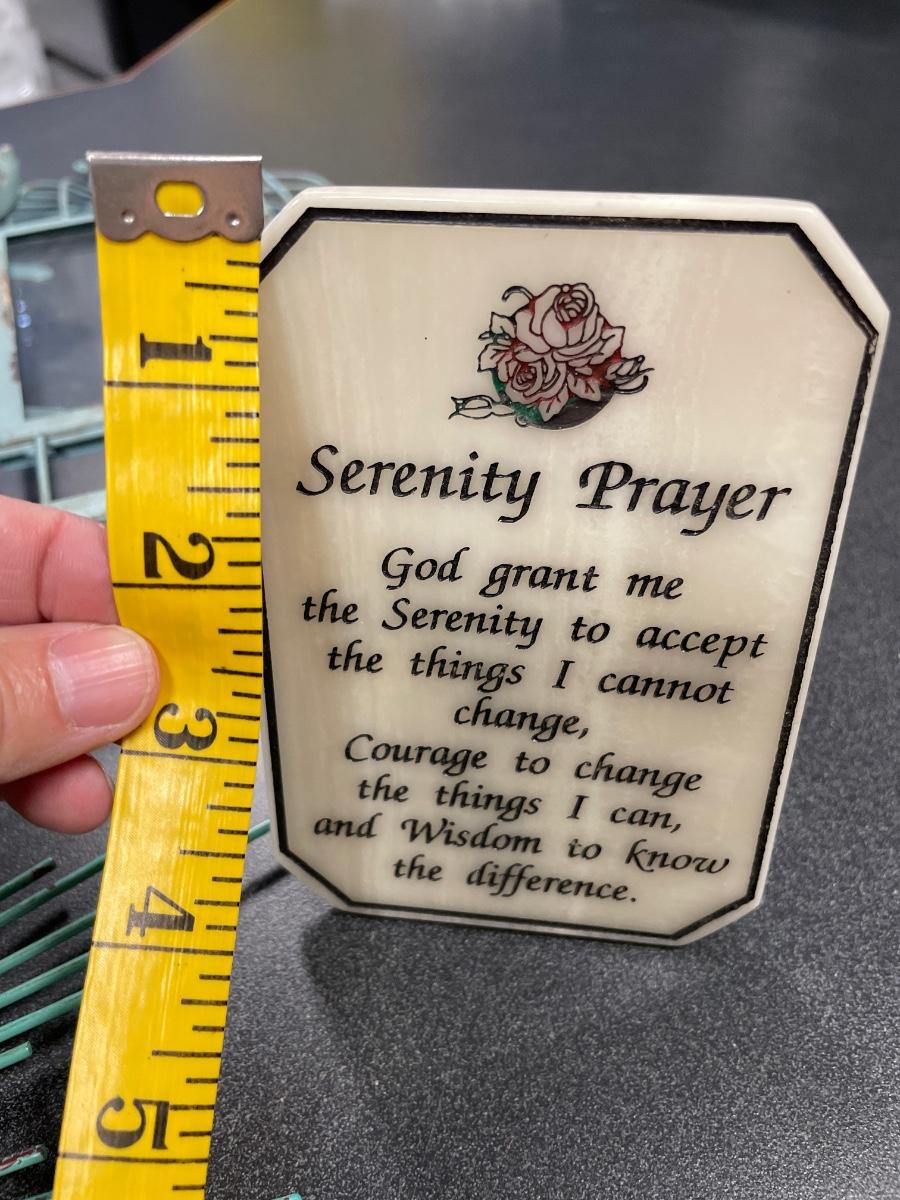 Serenity Prayer
God grant me
the Serenity to accept
the things I cannot
change,
Courage to change
the things I can,
and Wisdom to know
the difference.
1
2
3
4
5